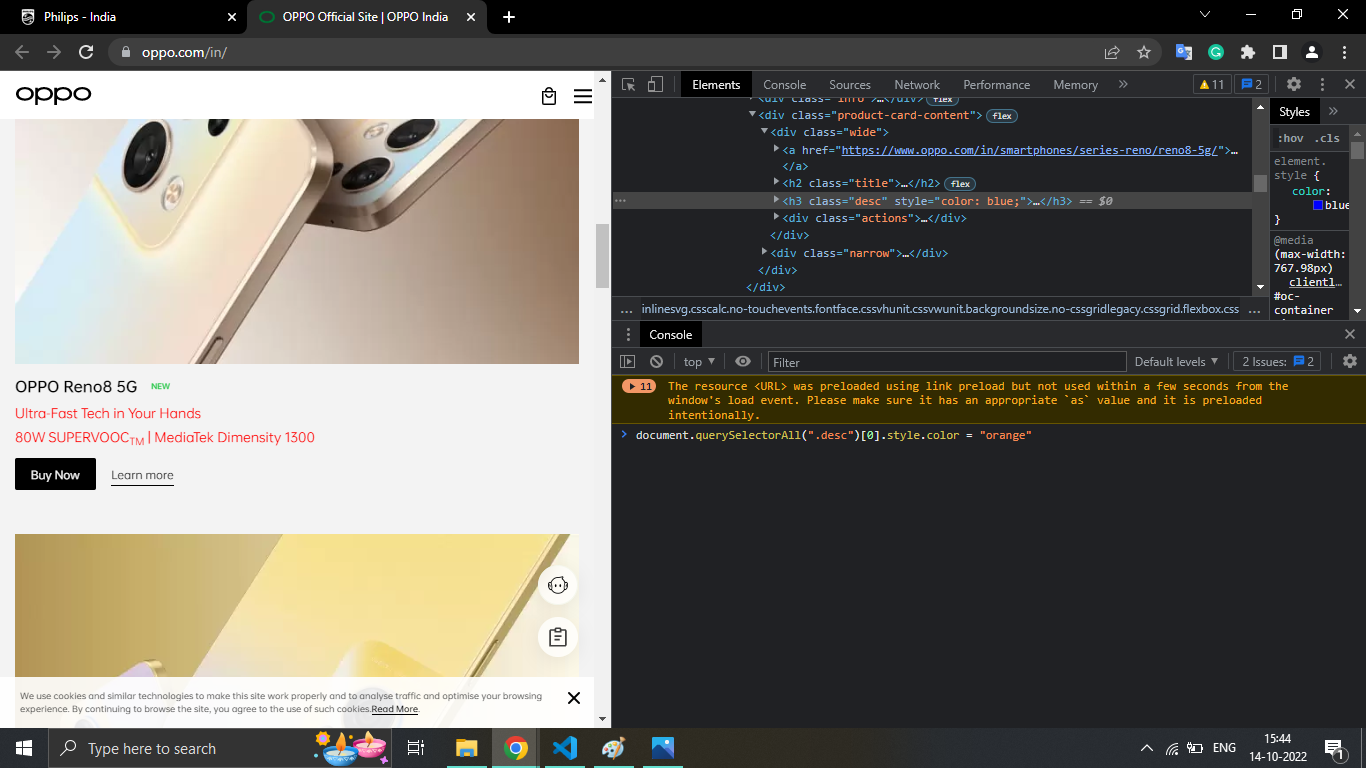 Philips - India
OPPO Official Site | OPPO India
oppo.com/in/
oppo
OPPO Reno8 5G NEW
Ultra-Fast Tech in Your Hands
80W SUPERVOOCTM | MediaTek Dimensity 1300
Buy Now Learn more
We use cookies and similar technologies to make this site work properly and to analyse traffic and optimise your browsing
experience. By continuing to browse the site, you agree to the use of such cookies.Read More.
Elements Console Sources Network Performance Memory » 11 2
<div class="info">…</div> flex
<div class="product-card-content"> flex
<div class="wide">
<a href="https://www.oppo.com/in/smartphones/series-reno/reno8-5g/">…
</a>
<h2 class="title">…</h2> flex
<h3 class="desc" style="color: blue;">…</h3> == $0
<div class="actions">…</div>
</div>
<div class="narrow">…</div>
</div>
</div>
... inlinesvg.csscalc.no-touchevents.fontface.cssvhunit.cssvwunit.backgroundsize.no-cssgridlegacy.cssgrid.flexbox.css ...
Styles »
:hov .cls
element.
style {
color:
blue
}
@media
(max-width:
767.98px)
clientl…
#oc-
container
Console
top ▼ Filter Default levels ▼ 2 Issues: 2
11 The resource <URL> was preloaded using link preload but not used within a few seconds from the
window's load event. Please make sure it has an appropriate `as` value and it is preloaded
intentionally.
> document.querySelectorAll(".desc")[0].style.color = "orange"
Type here to search
ENG
15:44
14-10-2022
1